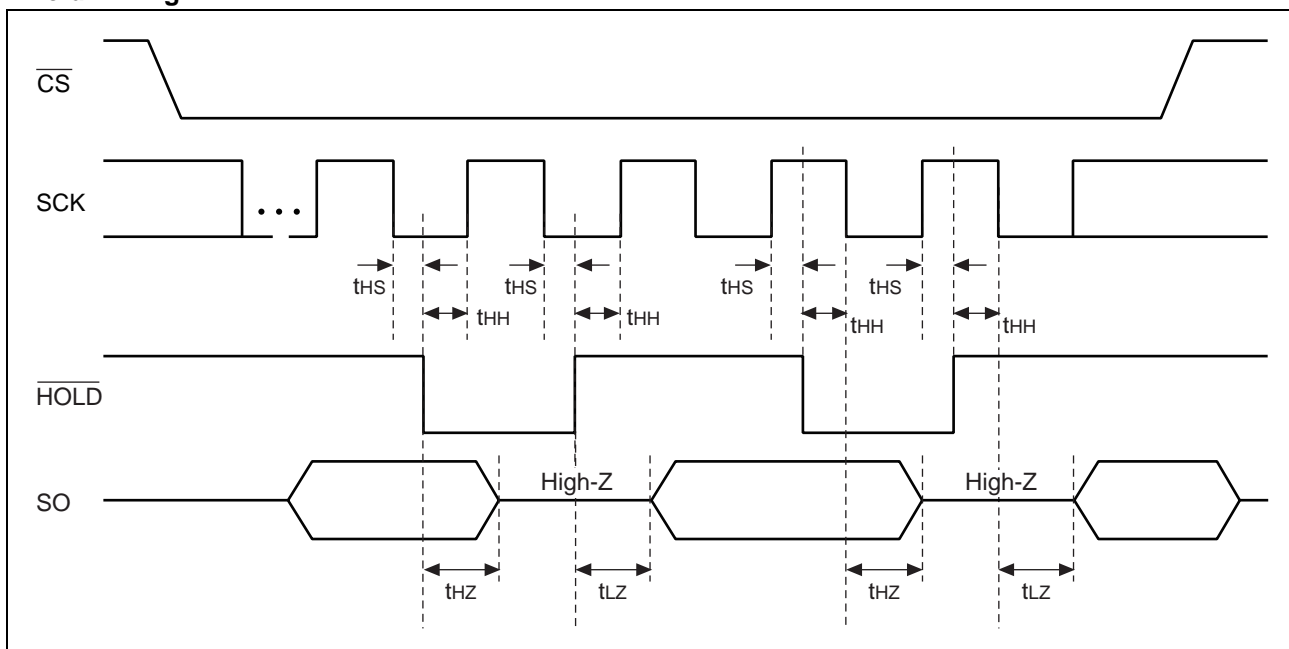 CS
SCK
• • •
tHS
tHS
tHS
tHS
tHH
tHH
tHH
tHH
HOLD
High-Z
High-Z
SO
tHZ
tLZ
tHZ
tLZ